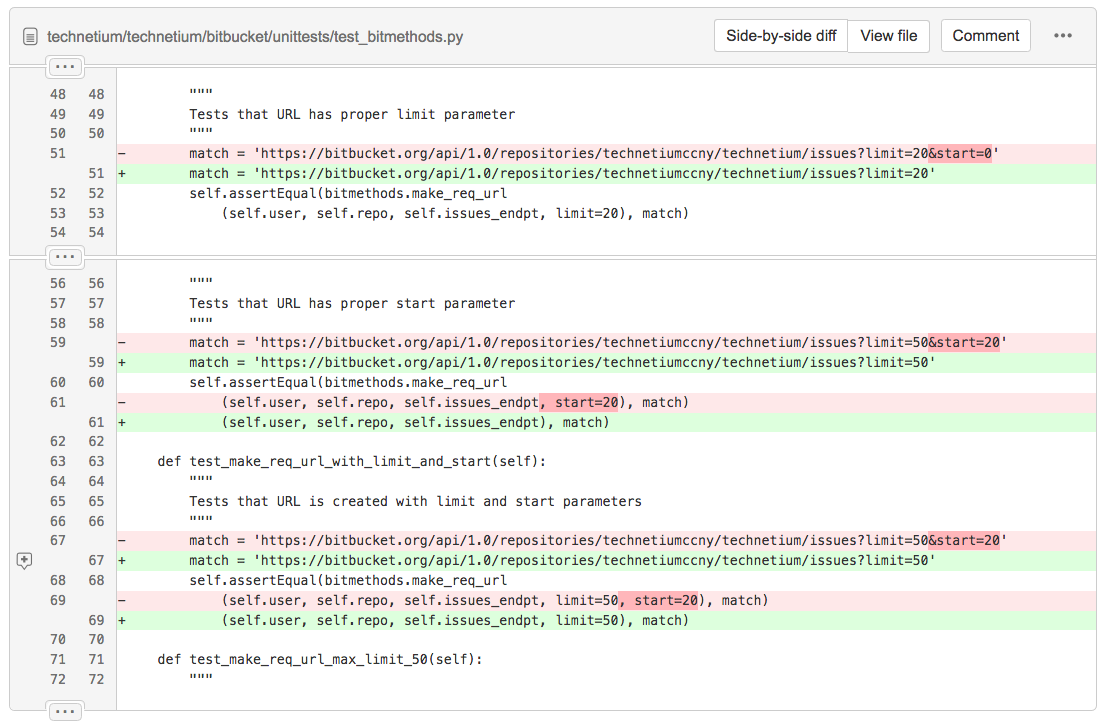 technetium/technetium/bitbucket/unittests/test_bitmethods.py Side-by-side diff View file Comment •••
...
48 48 """
49 49 Tests that URL has proper limit parameter
50 50 """
51 - match = 'https://bitbucket.org/api/1.0/repositories/technetiumccny/technetium/issues?limit=20&start=0'
51 + match = 'https://bitbucket.org/api/1.0/repositories/technetiumccny/technetium/issues?limit=20'
52 52 self.assertEqual(bitmethods.make_req_url
53 53 (self.user, self.repo, self.issues_endpt, limit=20), match)
54 54
...
56 56 """
57 57 Tests that URL has proper start parameter
58 58 """
59 - match = 'https://bitbucket.org/api/1.0/repositories/technetiumccny/technetium/issues?limit=50&start=20'
59 + match = 'https://bitbucket.org/api/1.0/repositories/technetiumccny/technetium/issues?limit=50'
60 60 self.assertEqual(bitmethods.make_req_url
61 - (self.user, self.repo, self.issues_endpt, start=20), match)
61 + (self.user, self.repo, self.issues_endpt), match)
62 62
63 63 def test_make_req_url_with_limit_and_start(self):
64 64 """
65 65 Tests that URL is created with limit and start parameters
66 66 """
67 - match = 'https://bitbucket.org/api/1.0/repositories/technetiumccny/technetium/issues?limit=50&start=20'
67 + match = 'https://bitbucket.org/api/1.0/repositories/technetiumccny/technetium/issues?limit=50'
68 68 self.assertEqual(bitmethods.make_req_url
69 - (self.user, self.repo, self.issues_endpt, limit=50, start=20), match)
69 + (self.user, self.repo, self.issues_endpt, limit=50), match)
70 70
71 71 def test_make_req_url_max_limit_50(self):
72 72 """
...